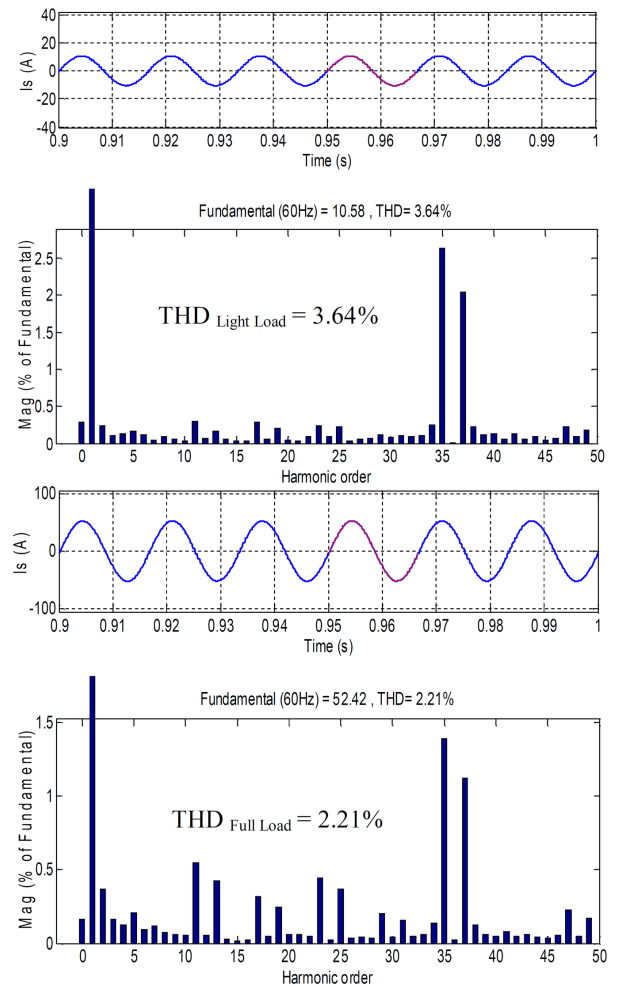 40
20
0
-20
-40
Is (A)
0.9 0.91 0.92 0.93 0.94 0.95 0.96 0.97 0.98 0.99 1
Time (s)
Fundamental (60Hz) = 10.58 , THD= 3.64%
2.5
2
1.5
1
0.5
0
Mag (% of Fundamental)
THD Light Load = 3.64%
0 5 10 15 20 25 30 35 40 45 50
Harmonic order
100
0
-100
Is (A)
0.9 0.91 0.92 0.93 0.94 0.95 0.96 0.97 0.98 0.99 1
Time (s)
Fundamental (60Hz) = 52.42 , THD= 2.21%
1.5
1
0.5
0
Mag (% of Fundamental)
THD Full Load = 2.21%
0 5 10 15 20 25 30 35 40 45 50
Harmonic order